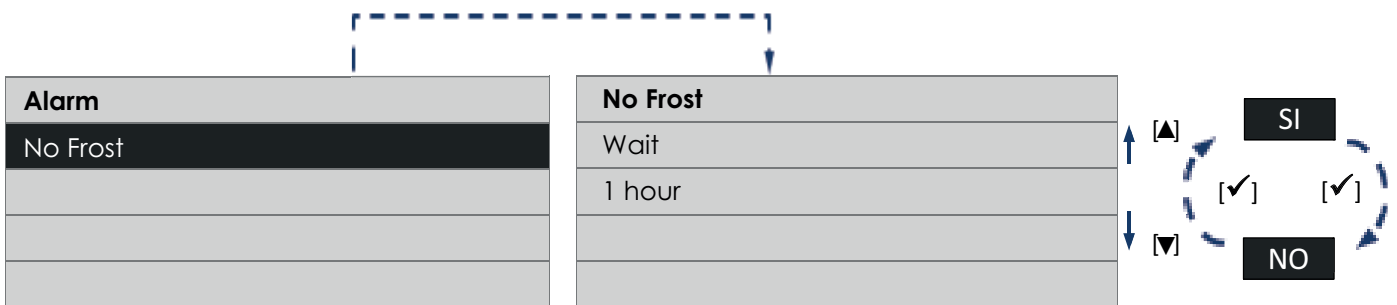 Alarm
No Frost
No Frost
Wait
1 hour
[▲]
[▼]
SI
[✓] [✓]
NO